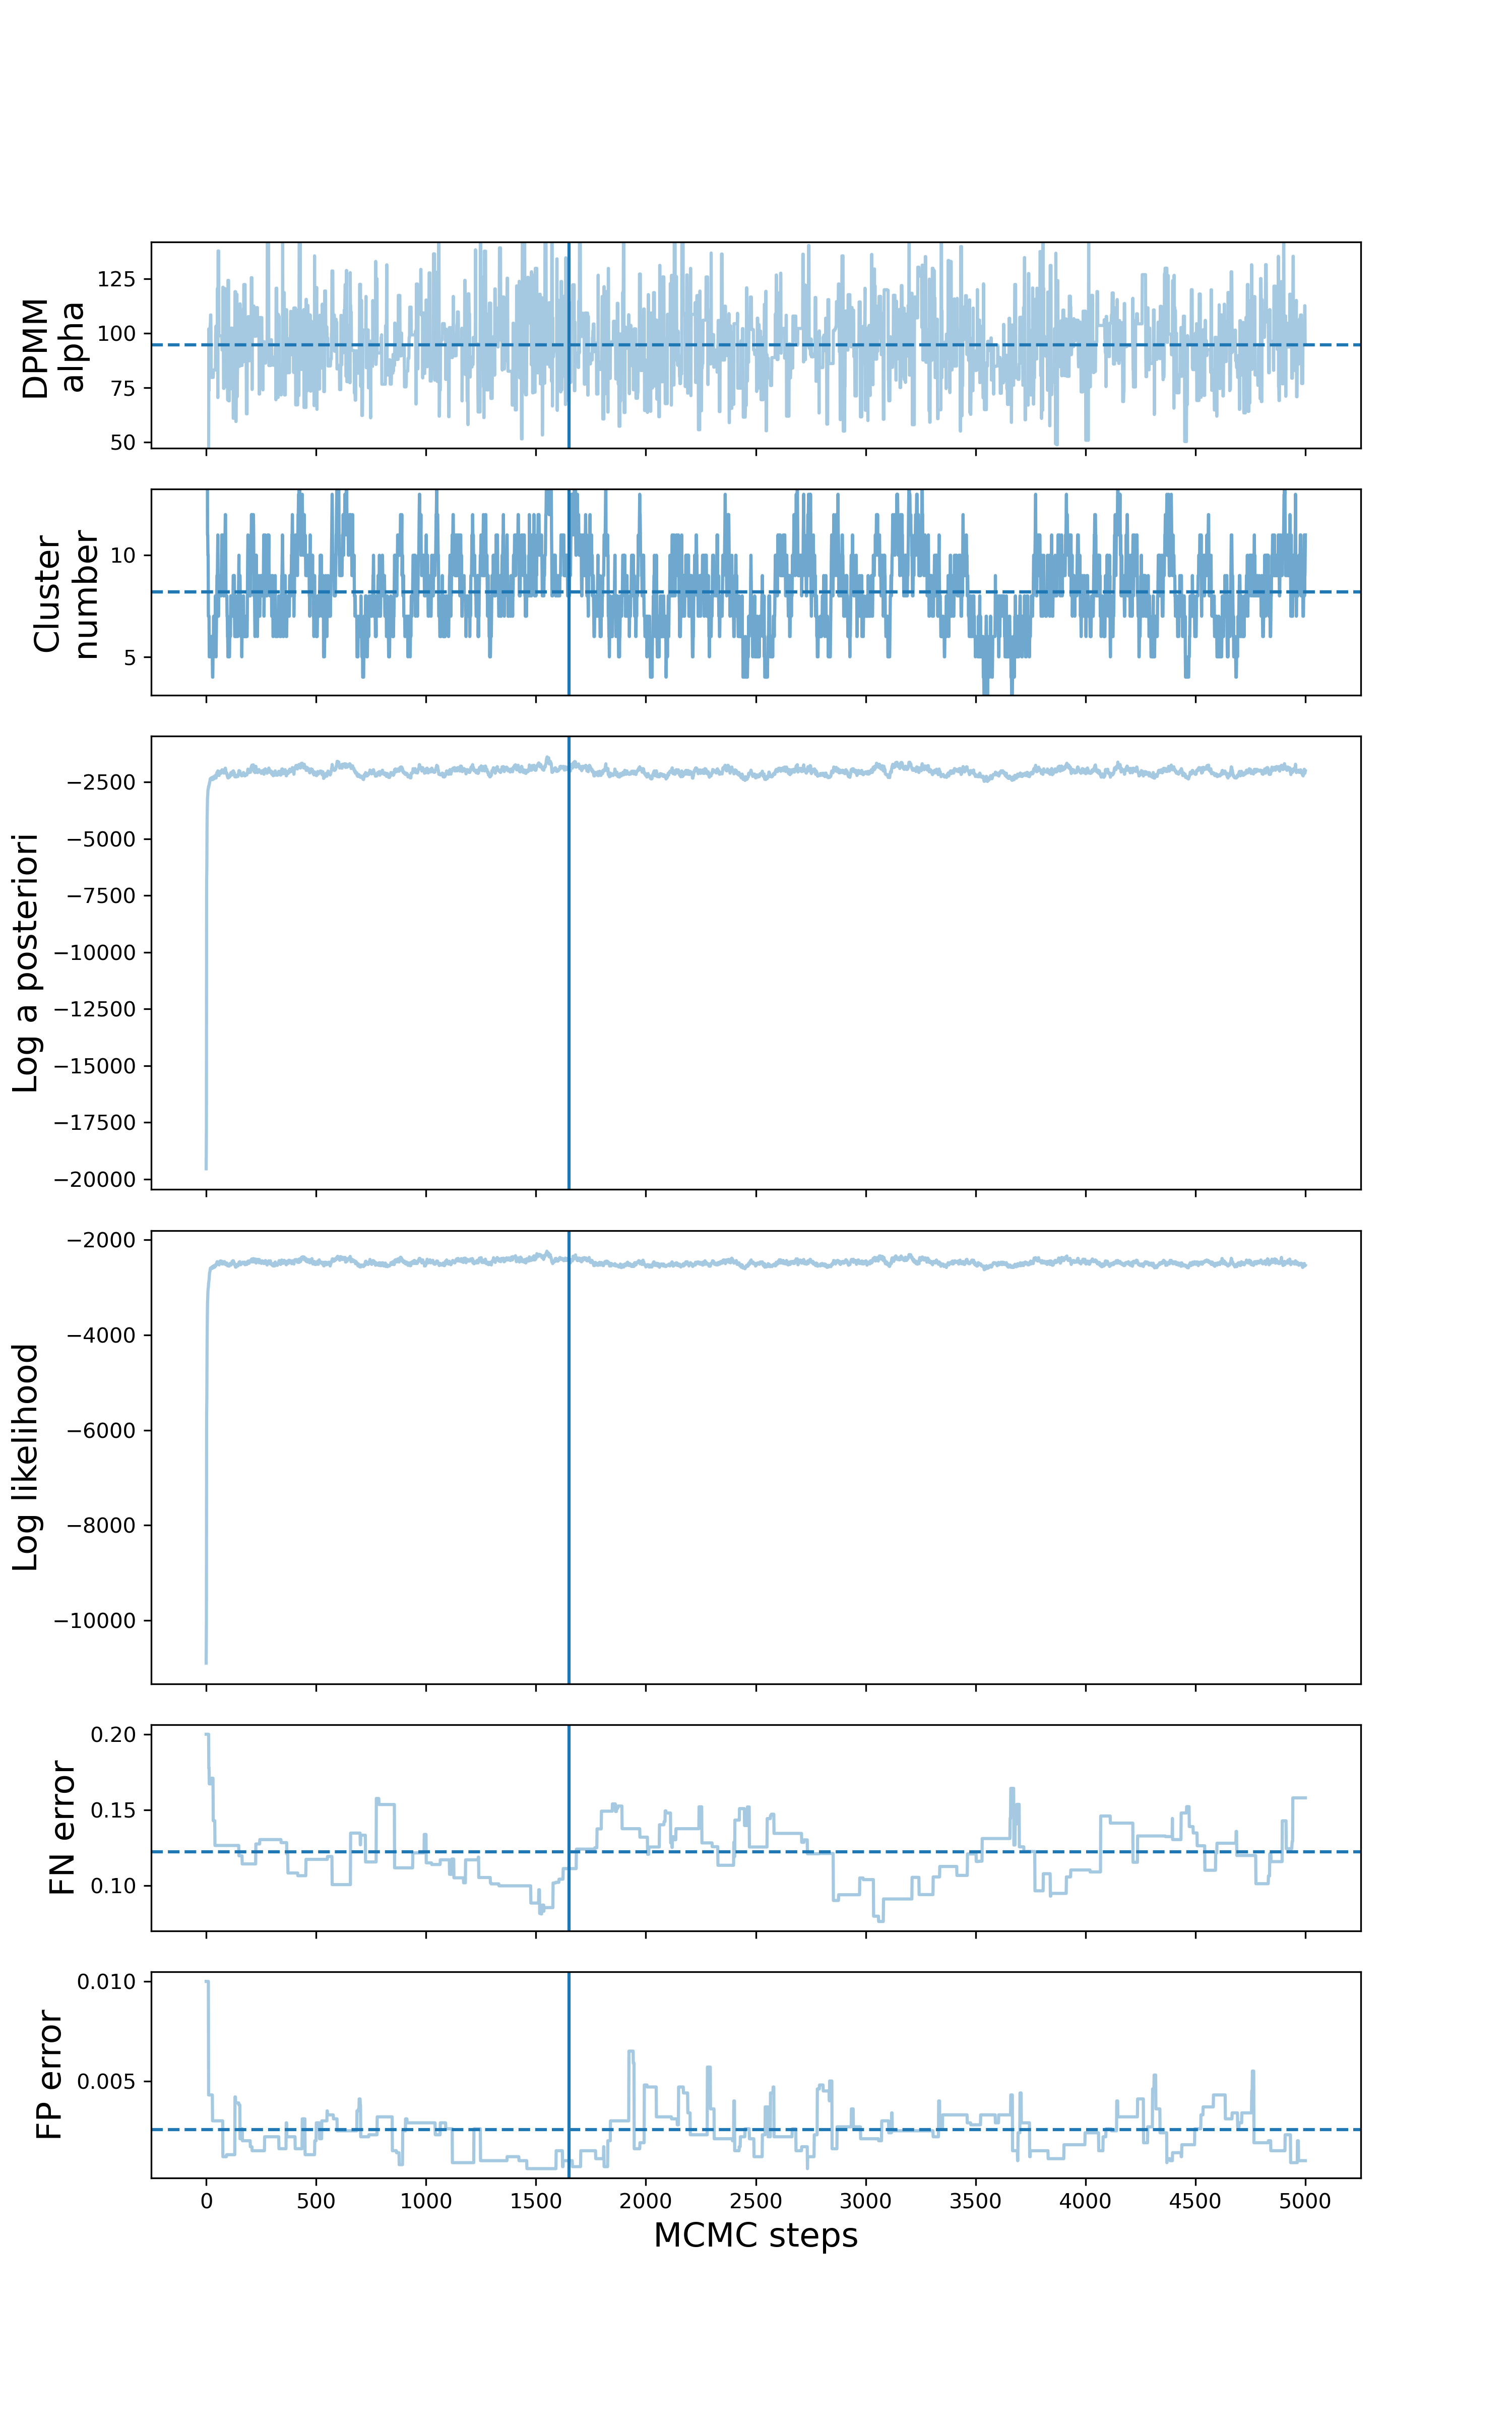 DPMM
alpha
125
100
75
50
Cluster
number
10
5
Log a posteriori
−2500
−5000
−7500
−10000
−12500
−15000
−17500
−20000
Log likelihood
−2000
−4000
−6000
−8000
−10000
FN error
0.20
0.15
0.10
FP error
0.010
0.005
0 500 1000 1500 2000 2500 3000 3500 4000 4500 5000
MCMC steps